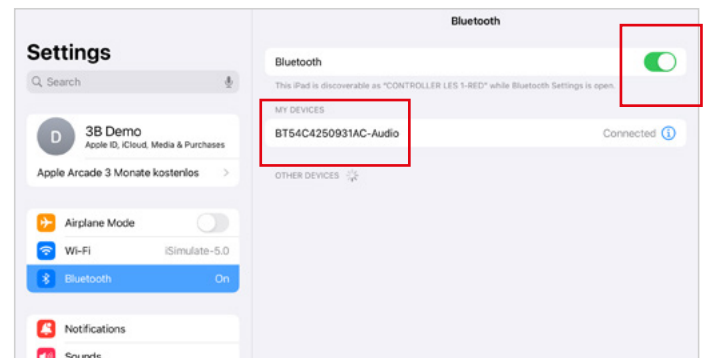 Bluetooth
Settings
Search
Bluetooth
This iPad is discoverable as "CONTROLLER LES 1-RED" while Bluetooth Settings is open.
MY DEVICES
BT54C4250931AC-Audio Connected
OTHER DEVICES
D
3B Demo
Apple ID, iCloud, Media & Purchases
Apple Arcade 3 Monate kostenlos
Airplane Mode
Wi-Fi iSimulate-5.0
Bluetooth On
Notifications
Sounds